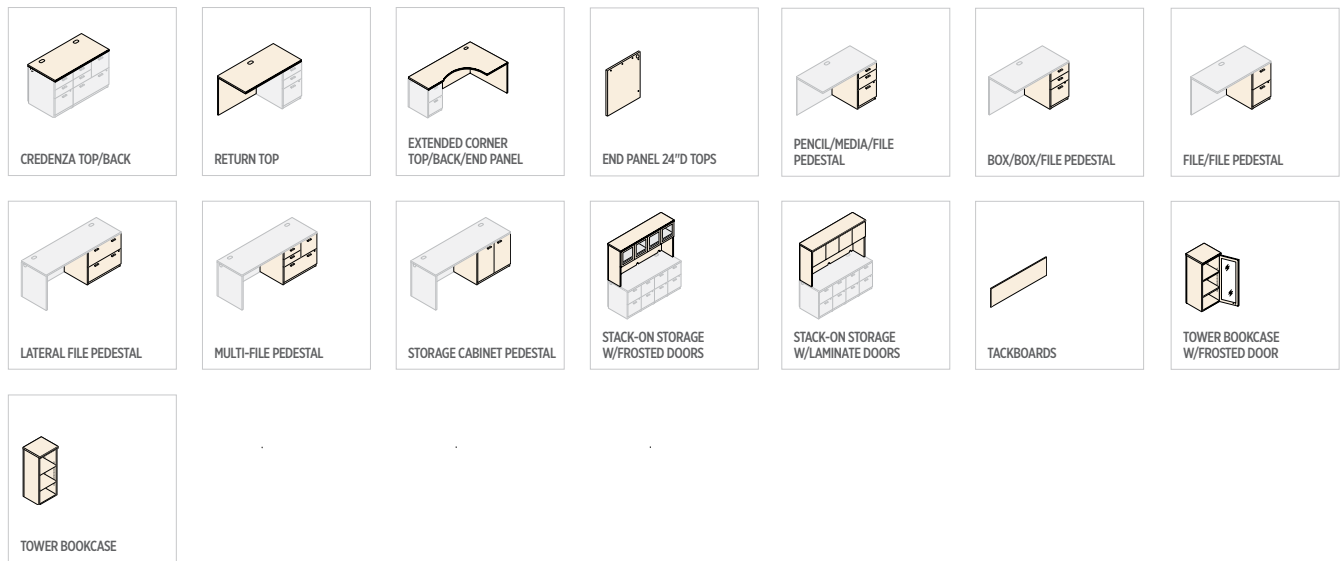 CREDENZA TOP/BACK
RETURN TOP
EXTENDED CORNER
TOP/BACK/END PANEL
END PANEL 24"D TOPS
PENCIL/MEDIA/FILE
PEDESTAL
BOX/BOX/FILE PEDESTAL
FILE/FILE PEDESTAL
LATERAL FILE PEDESTAL
MULTI-FILE PEDESTAL
STORAGE CABINET PEDESTAL
STACK-ON STORAGE
W/FROSTED DOORS
STACK-ON STORAGE
W/LAMINATE DOORS
TACKBOARDS
TOWER BOOKCASE
W/FROSTED DOOR
TOWER BOOKCASE